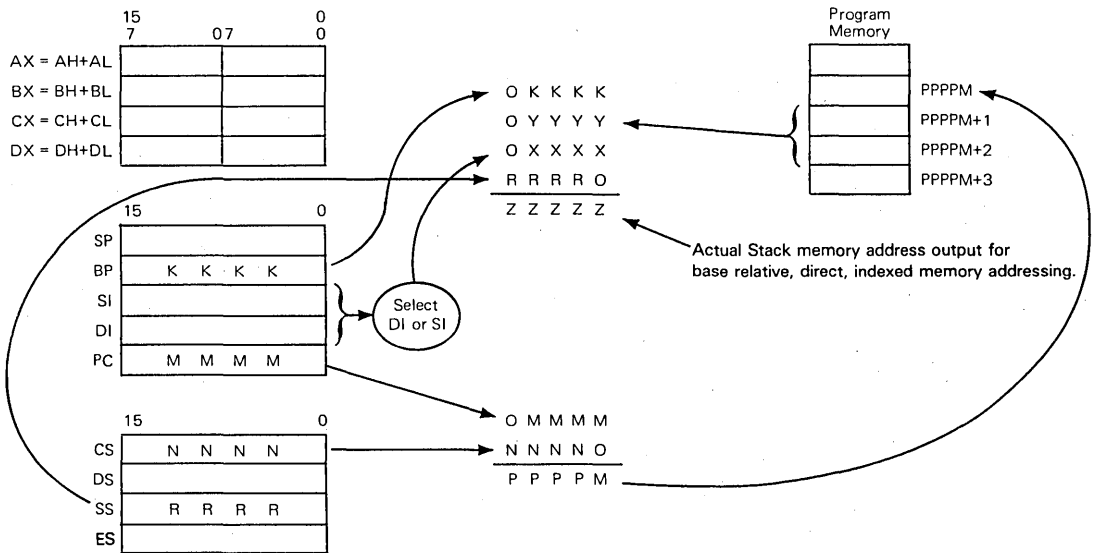 15 0
7 0 7 0
AX = AH+AL
BX = BH+BL
CX = CH+CL
DX = DH+DL
15 0
SP
BP K K K K
SI
DI
PC M M M M
Select
DI or SI
15 0
CS N N N N
DS
SS R R R R
ES
O K K K K
O Y Y Y Y
O X X X X
R R R R O
Z Z Z Z Z
Actual Stack memory address output for
base relative, direct, indexed memory addressing.
O M M M M
N N N N O
P P P P M
Program
Memory
PPPPM
PPPPM+1
PPPPM+2
PPPPM+3